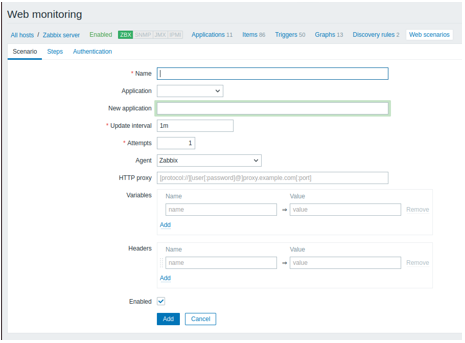 Web monitoring
All hosts / Zabbix server Enabled ZBX SNMP JMX IPMI Applications 11 Items 86 Triggers 50 Graphs 13 Discovery rules 2 Web scenarios
Scenario Steps Authentication
* Name
Application
New application
* Update interval 1m
* Attempts 1
Agent Zabbix
HTTP proxy [protocol://][user[:password]@]proxy.example.com[:port]
Variables Name Value
name ⇒ value Remove
Add
Headers Name Value
name ⇒ value Remove
Add
Enabled
Add Cancel